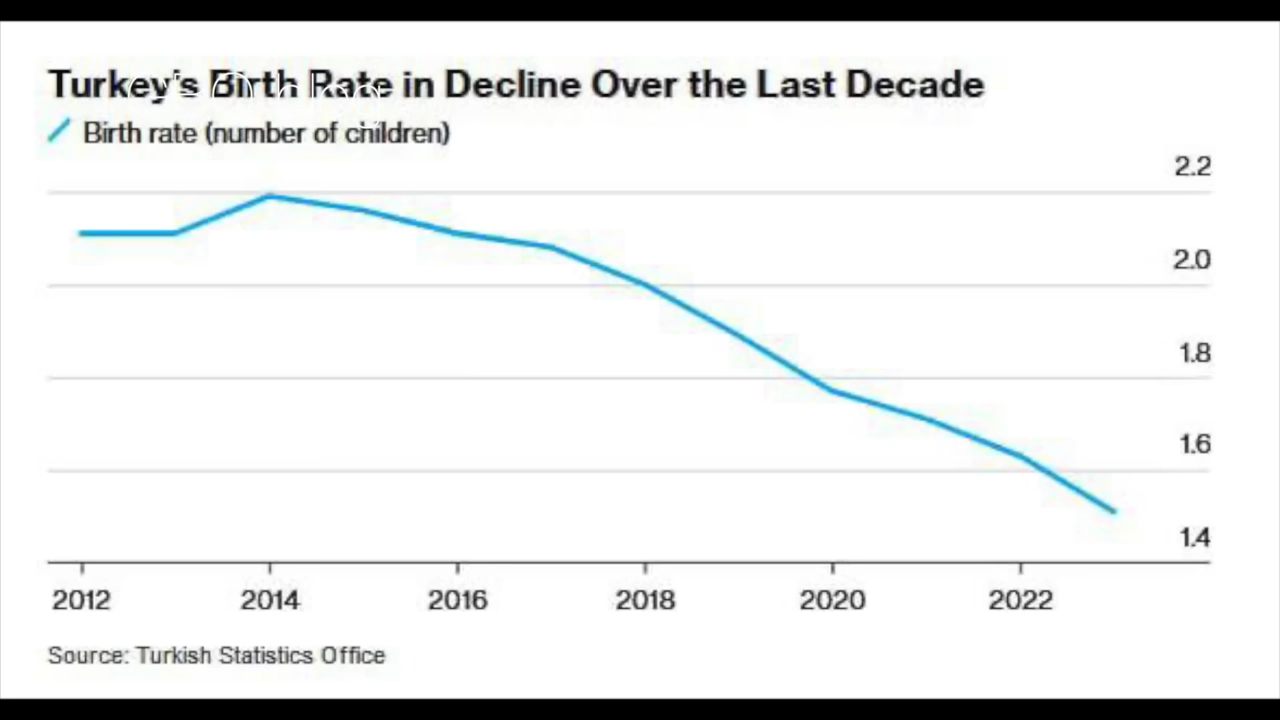 Turkey's Birth Rate in Decline Over the Last Decade
Birth rate (number of children)
2.2
2.0
1.8
1.6
1.4
2012 2014 2016 2018 2020 2022
Source: Turkish Statistics Office